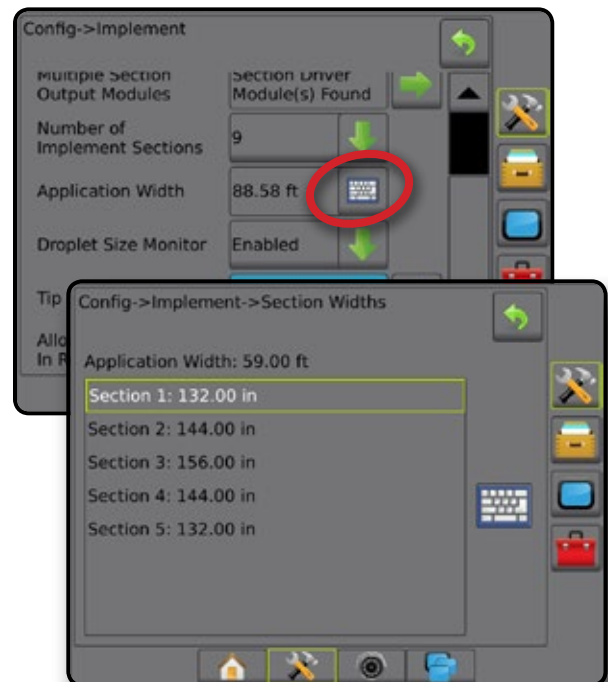 Config->Implement
Multiple Section
Output Modules
Section Driver
Module(s) Found
Number of
Implement Sections
9
Application Width
88.58 ft
Droplet Size Monitor
Enabled
Tip
Allo
In R
Config->Implement->Section Widths
Application Width: 59.00 ft
Section 1: 132.00 in
Section 2: 144.00 in
Section 3: 156.00 in
Section 4: 144.00 in
Section 5: 132.00 in